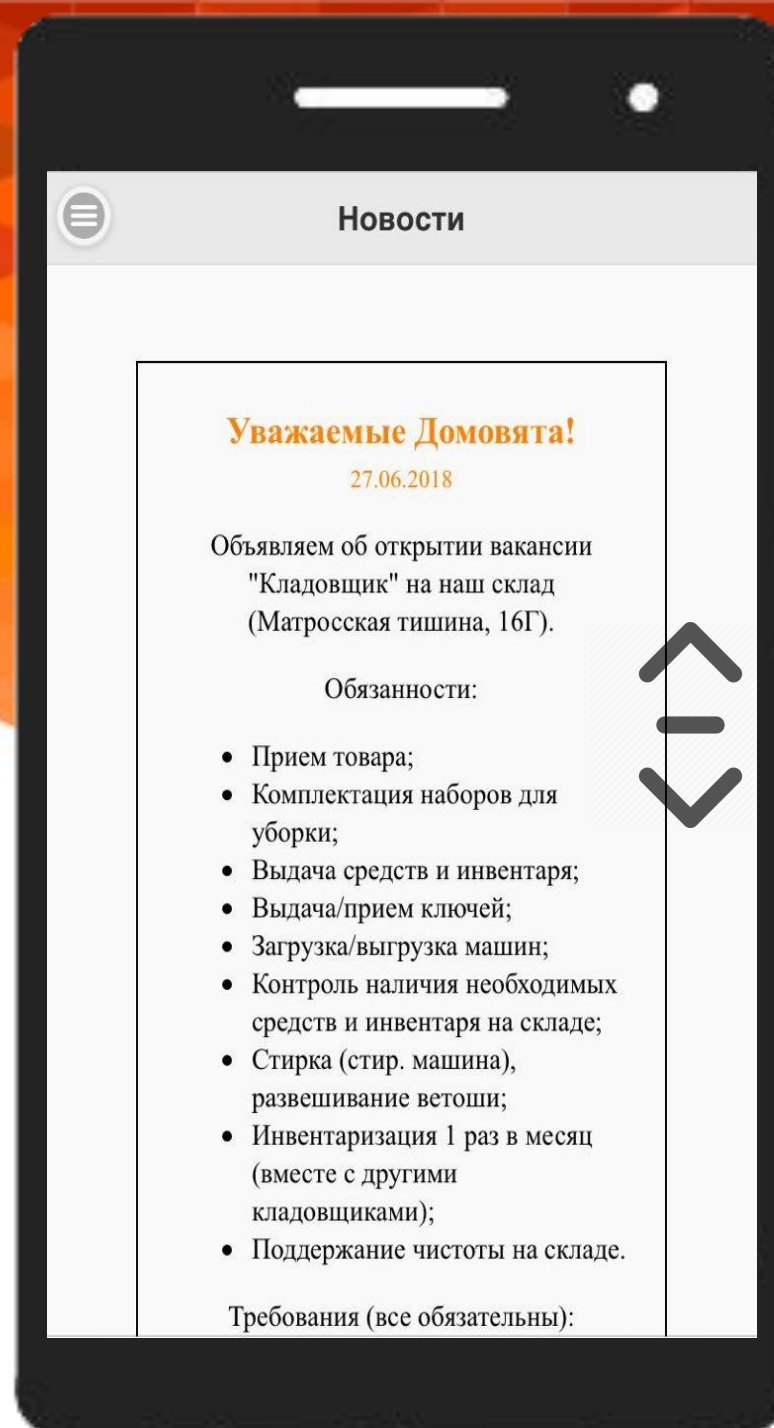 Новости
Уважаемые Домовята!
27.06.2018
Объявляем об открытии вакансии
"Кладовщик" на наш склад
(Матросская тишина, 16Г).
Обязанности:
• Прием товара;
• Комплектация наборов для
уборки;
• Выдача средств и инвентаря;
• Выдача/прием ключей;
• Загрузка/выгрузка машин;
• Контроль наличия необходимых
средств и инвентаря на складе;
• Стирка (стир. машина),
развешивание ветоши;
• Инвентаризация 1 раз в месяц
(вместе с другими
кладовщиками);
• Поддержание чистоты на складе.
Требования (все обязательны):